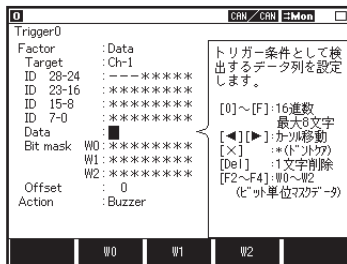 0 CAN/CAN ⇄Mon
Trigger0
Factor : Data
Target : Ch-1
ID 28-24 : ---*****
ID 23-16 : ********
ID 15-8 : ********
ID 7-0 : ********
Data :
Bit mask W0:********
W1:********
W2:********
Offset : 0
Action : Buzzer
トリガー条件として検
出するデータ列を設定
します。
[0]～[F]:16進数
最大8文字
[◀][▶]:ｶｰｿﾙ移動
[×] :*(ﾄﾞﾝﾄｹｱ)
[Del] :1文字削除
[F2～F4]:W0～W2
(ﾋﾞｯﾄ単位ﾏｽｸﾃﾞｰﾀ)
W0 W1 W2